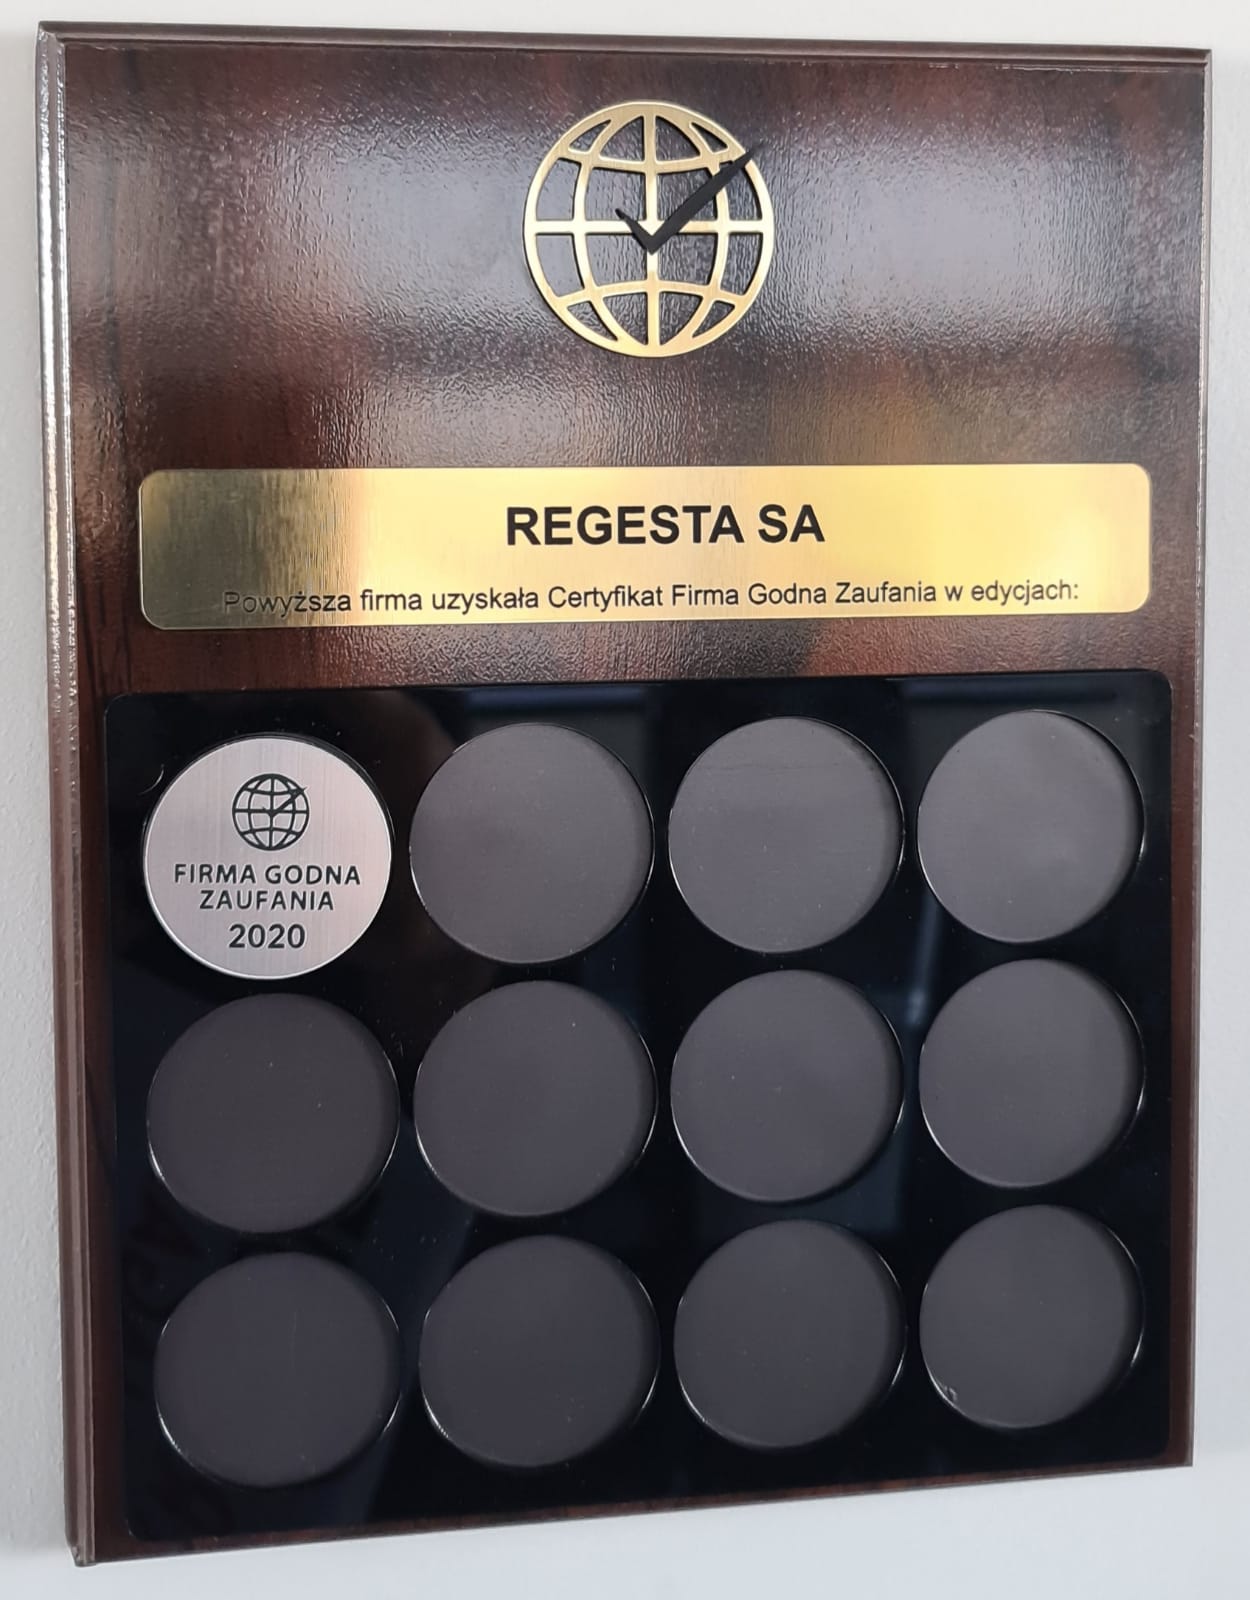 REGESTA SA
Powyższa firma uzyskała Certyfikat Firma Godna Zaufania w edycjach:
FIRMA GODNA
ZAUFANIA
2020